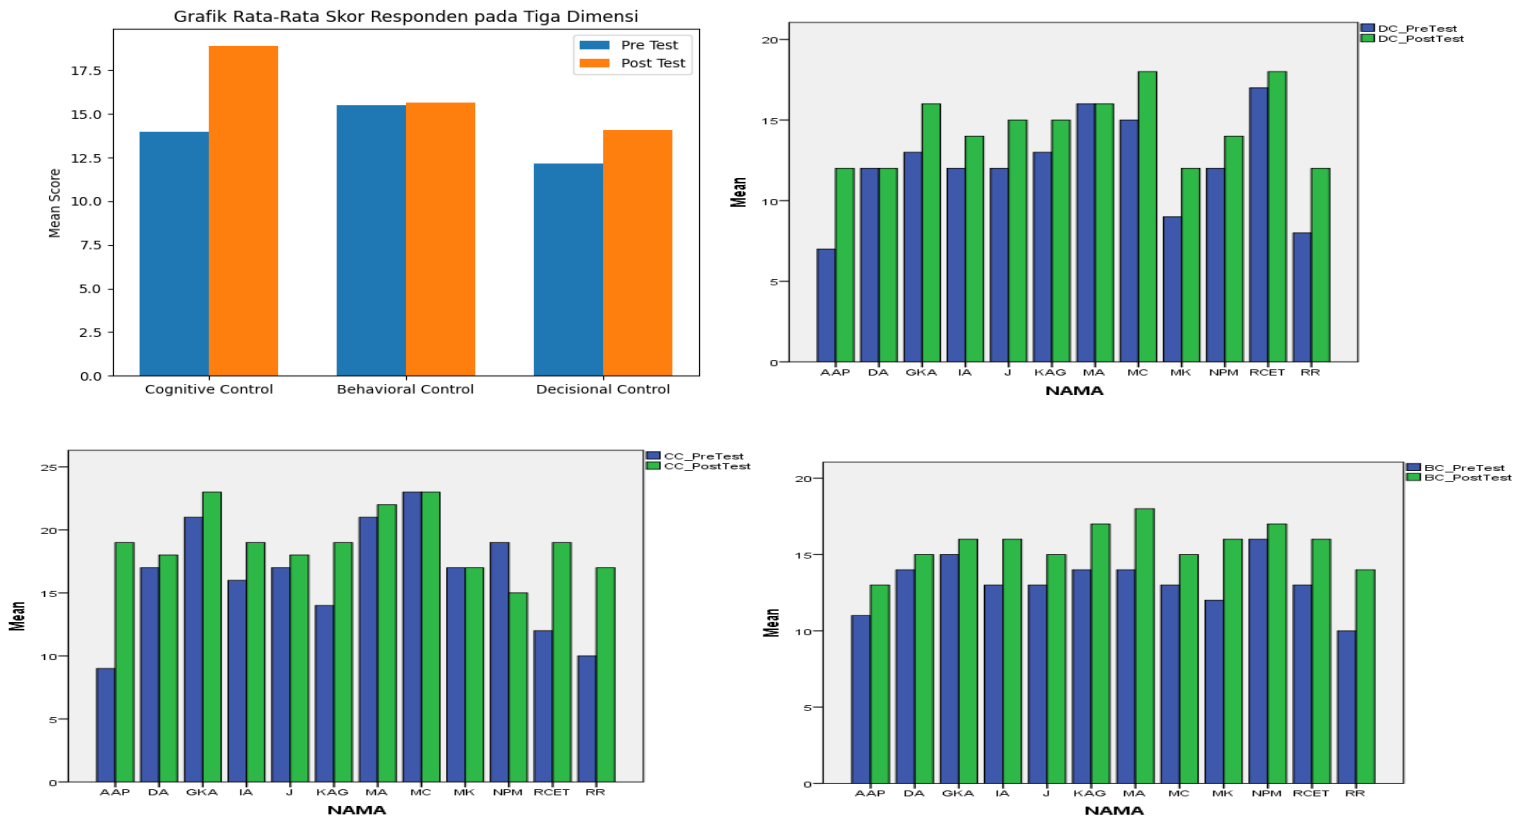 Grafik Rata-Rata Skor Responden pada Tiga Dimensi
Pre Test
Post Test
Mean Score
17.5
15.0
12.5
10.0
7.5
5.0
2.5
0.0
Cognitive Control Behavioral Control Decisional Control
DC_PreTest
DC_PostTest
Mean
20
15
10
5
0
AAP DA GKA IA J KAG MA MC MK NPM RCET RR
NAMA
CC_PreTest
CC_PostTest
Mean
25
20
15
10
5
0
AAP DA GKA IA J KAG MA MC MK NPM RCET RR
NAMA
BC_PreTest
BC_PostTest
Mean
20
15
10
5
0
AAP DA GKA IA J KAG MA MC MK NPM RCET RR
NAMA